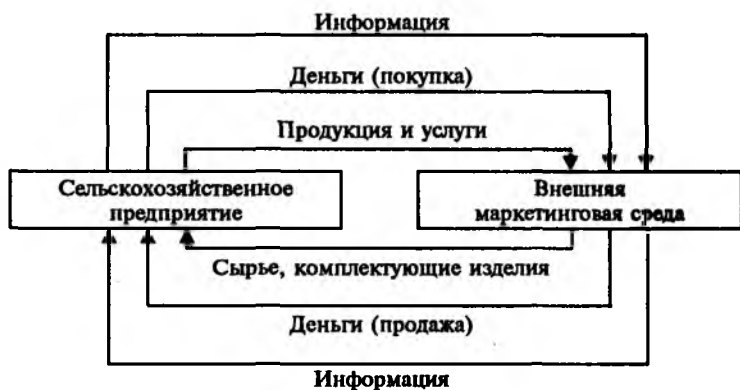 Информация
Деньги (покупка)
Продукция и услуги
Сельскохозяйственное
предприятие
Внешняя
маркетинговая среда
Сырье, комплектующие изделия
Деньги (продажа)
Информация